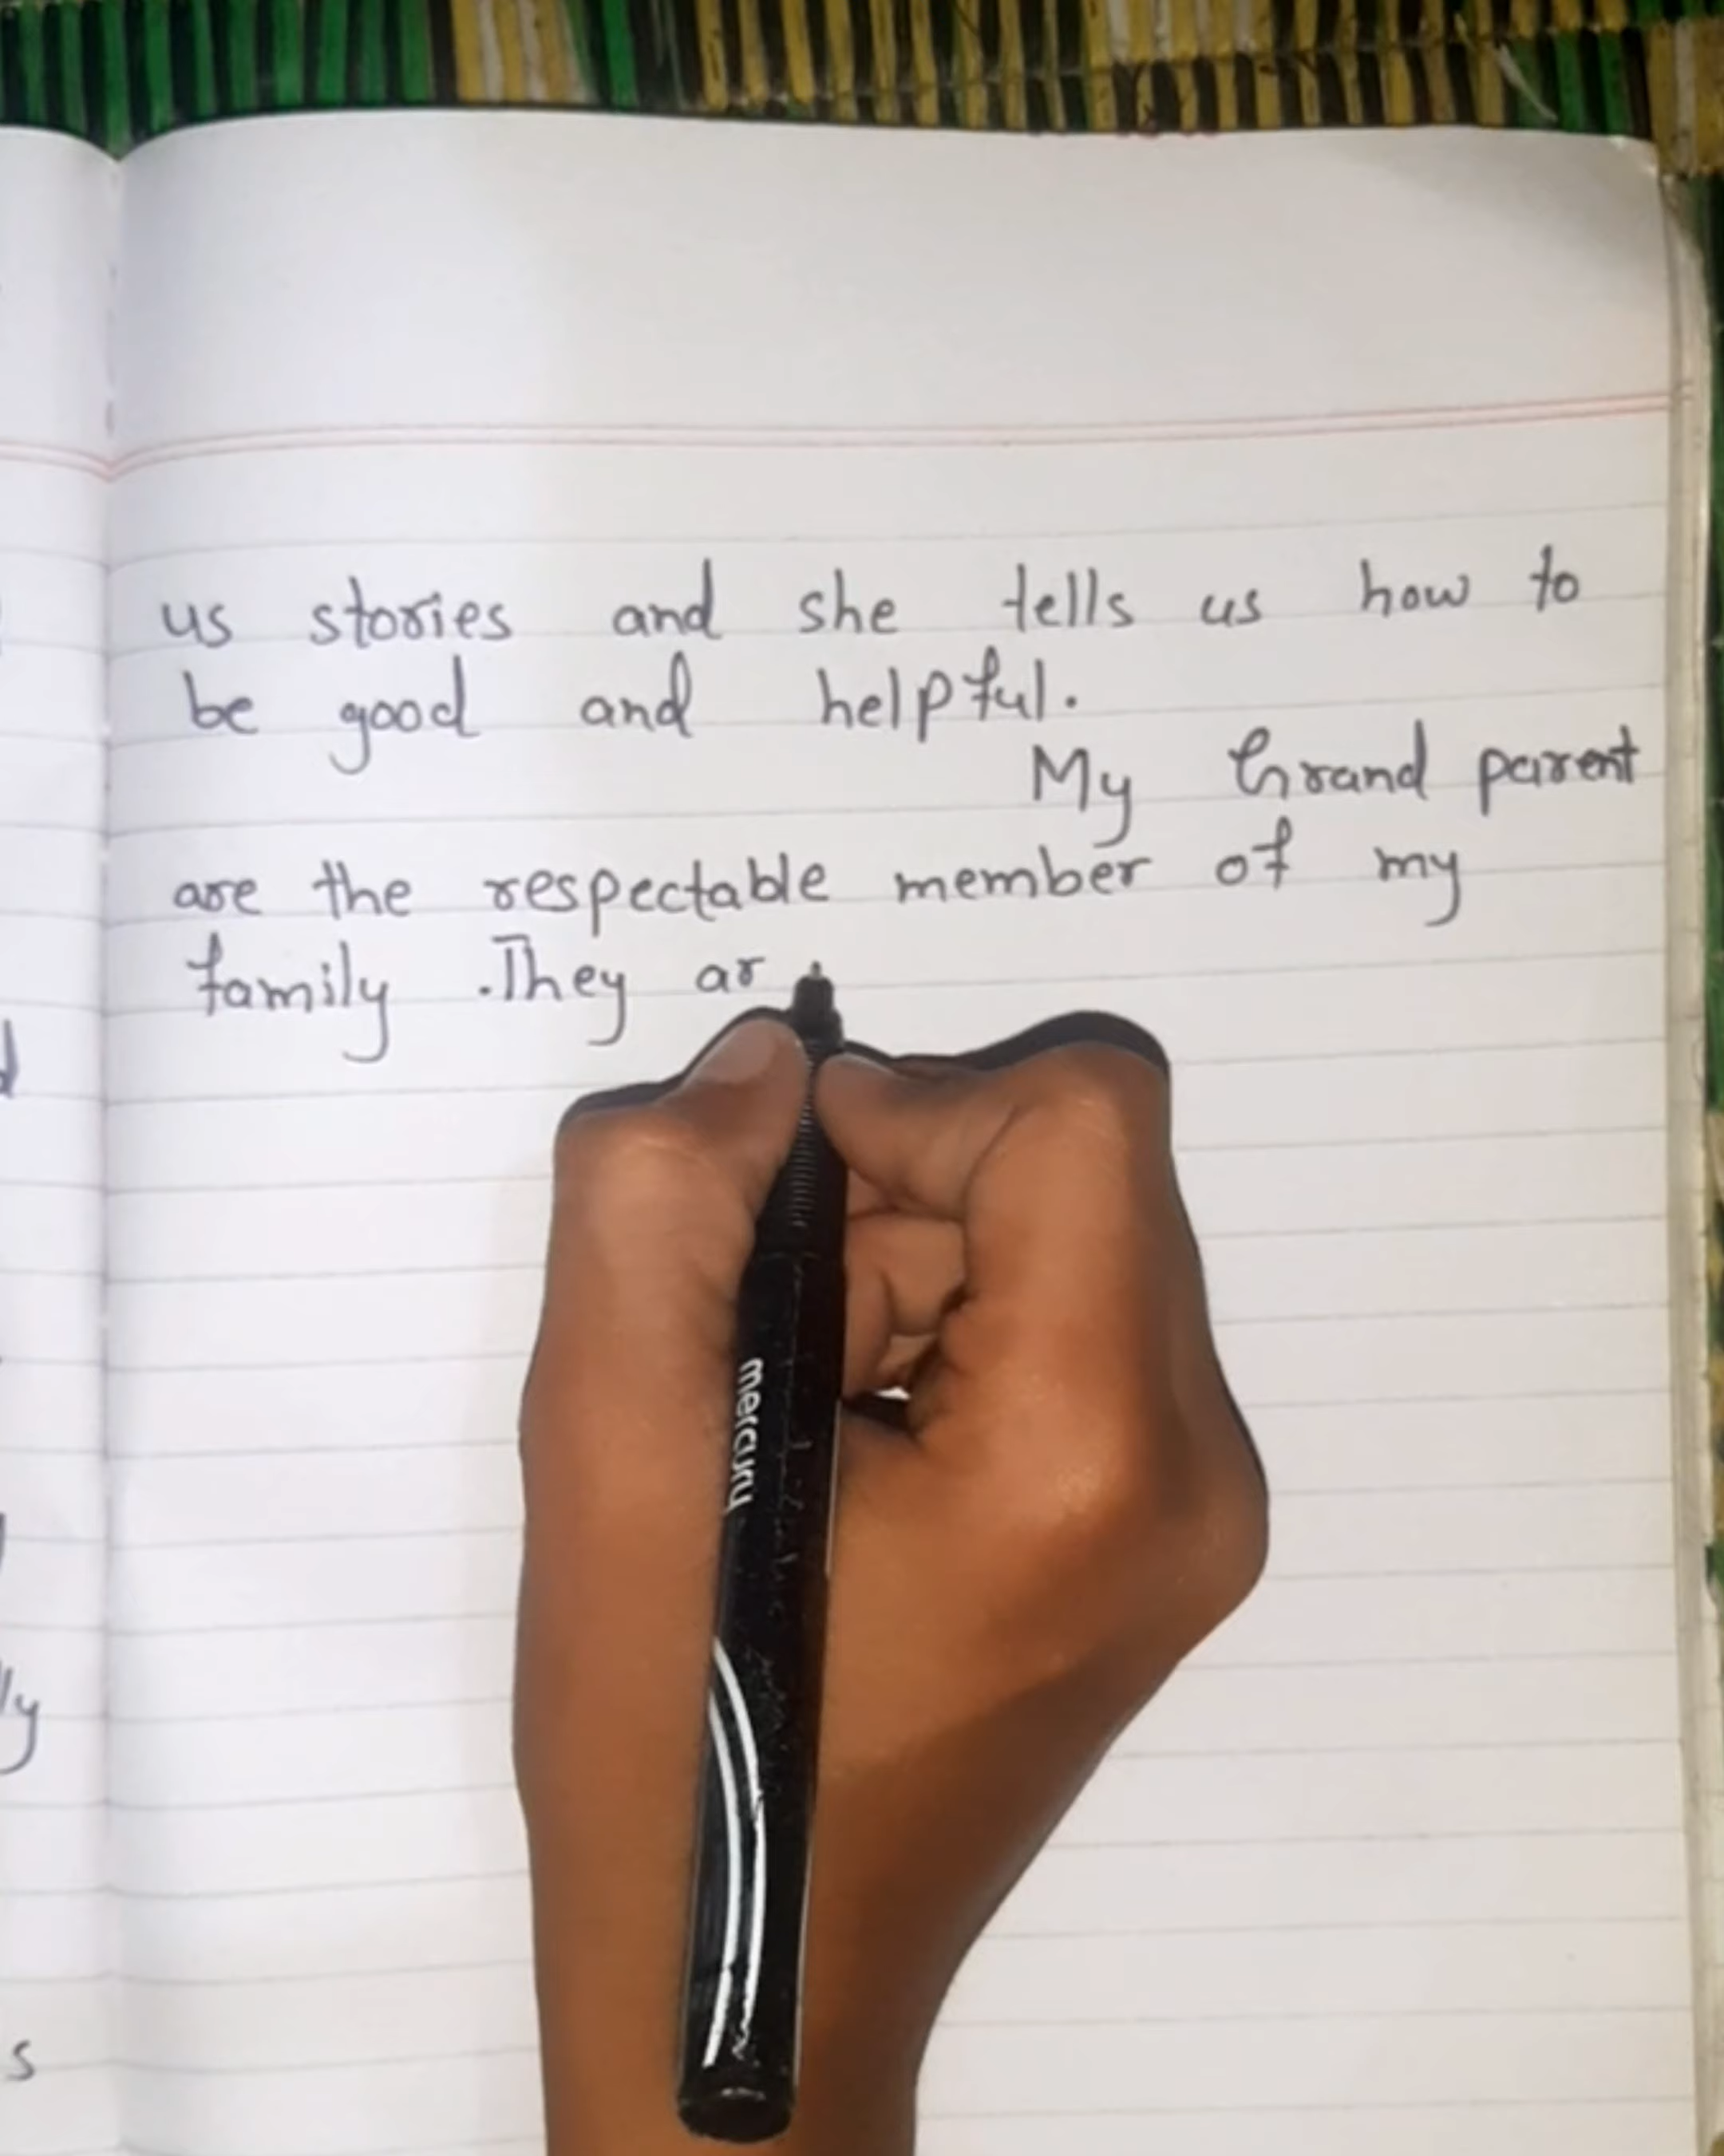 us stories and she tells us how to
be good and helpful.
My Grand parent
are the respectable member of my
family .They ar
mercury
lly
s